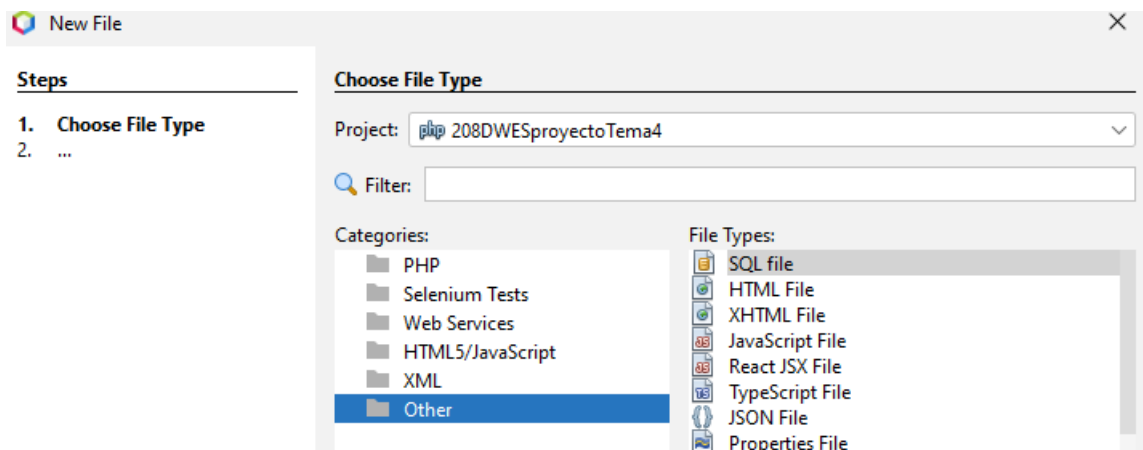 New File
Steps
1. Choose File Type
2. ...
Choose File Type
Project: php 208DWESproyectoTema4
Filter:
Categories:
PHP
Selenium Tests
Web Services
HTML5/JavaScript
XML
Other
File Types:
SQL file
HTML File
XHTML File
JavaScript File
React JSX File
TypeScript File
JSON File
Properties File